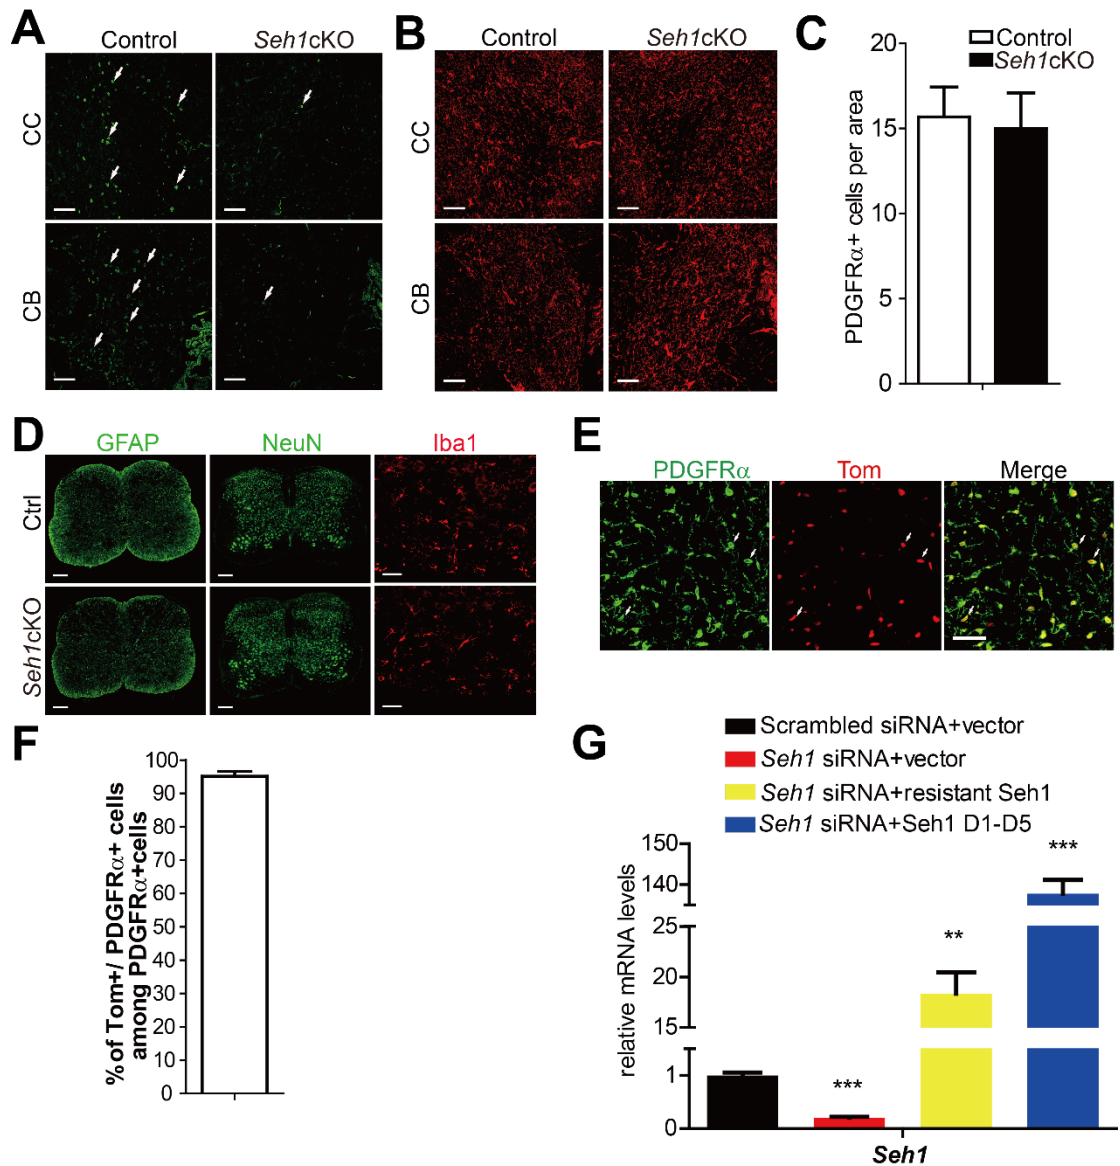 A
Control
Seh1cKO
CC
CB
B
Control
Seh1cKO
CC
CB
C
Control
Seh1cKO
PDGFRα+ cells per area
20
15
10
5
0
D
GFAP
NeuN
Iba1
Ctrl
Seh1cKO
E
PDGFRα
Tom
Merge
F
% of Tom+/ PDGFRα+ cells
among PDGFRα+cells
100
90
80
70
60
50
40
30
20
10
0
G
Scrambled siRNA+vector
Seh1 siRNA+vector
Seh1 siRNA+resistant Seh1
Seh1 siRNA+Seh1 D1-D5
relative mRNA levels
150
140
25
20
15
1
0
***
**
***
Seh1